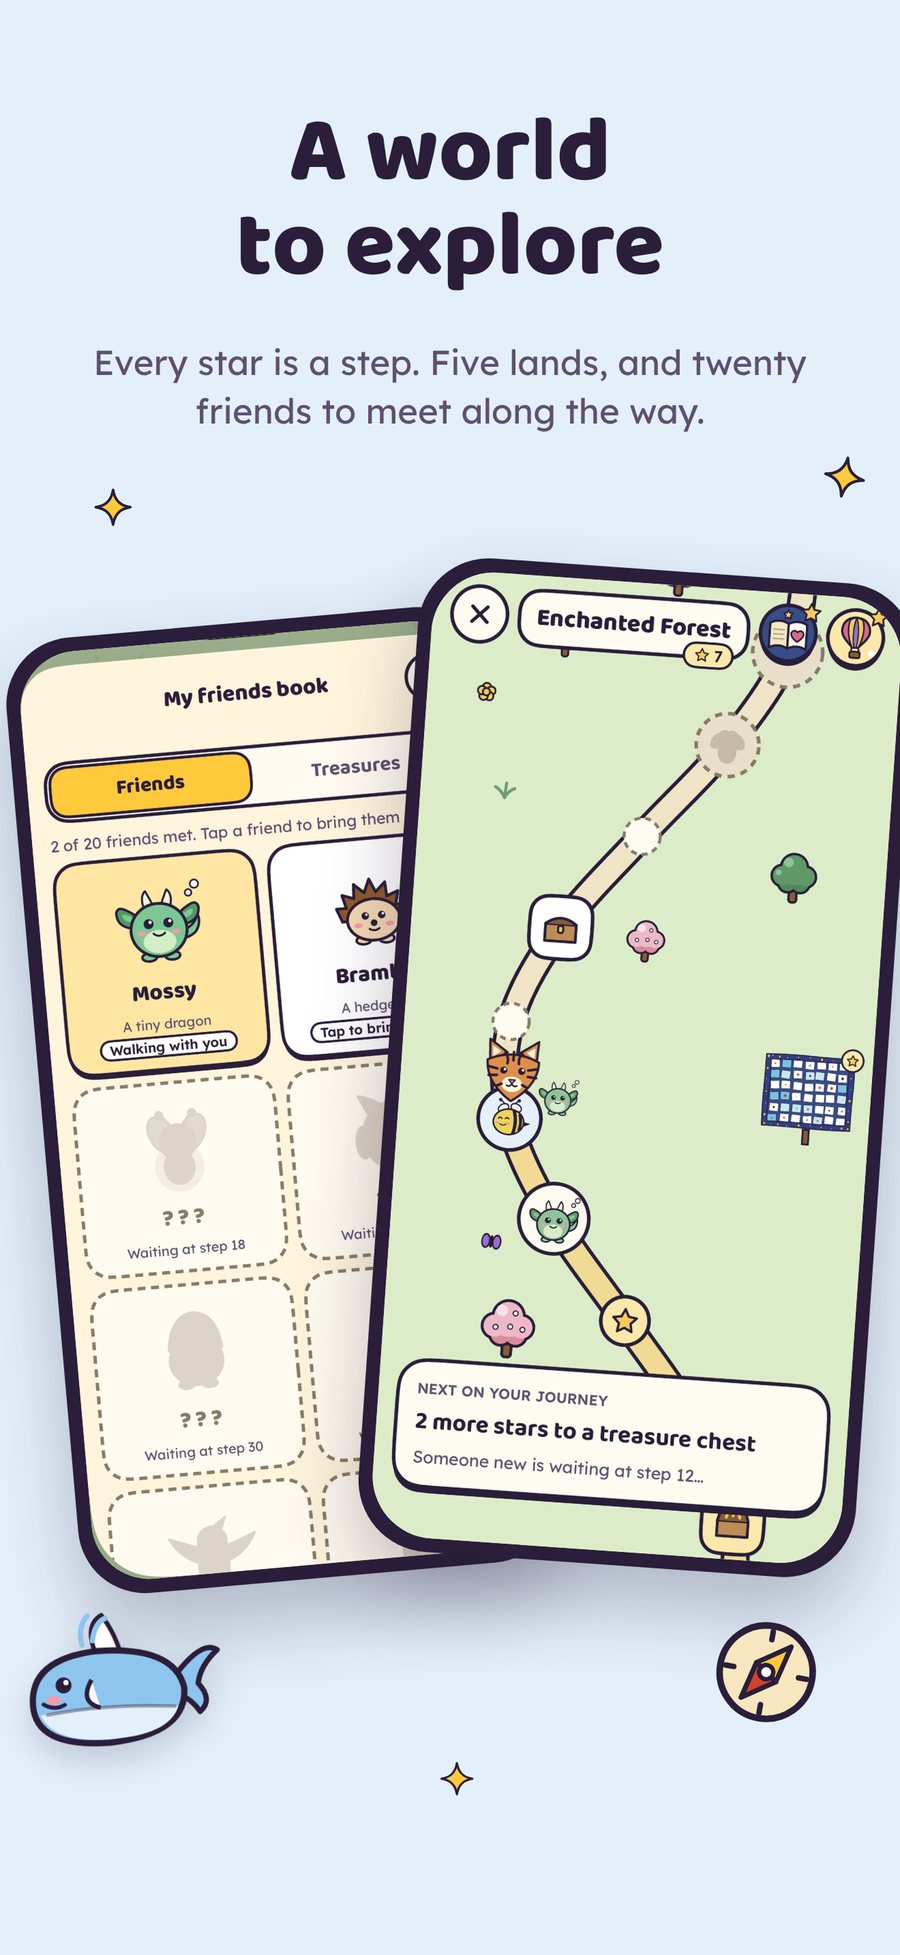 A world
to explore
Every star is a step. Five lands, and twenty
friends to meet along the way.
My friends book
Friends
Treasures
2 of 20 friends met. Tap a friend to bring them
Mossy
A tiny dragon
Walking with you
A
Tap to
???
Waiting at step 18
???
Waiting at step 30
Enchanted Forest
7
NEXT ON YOUR JOURNEY
2 more stars to a treasure chest
Someone new is waiting at step 12...